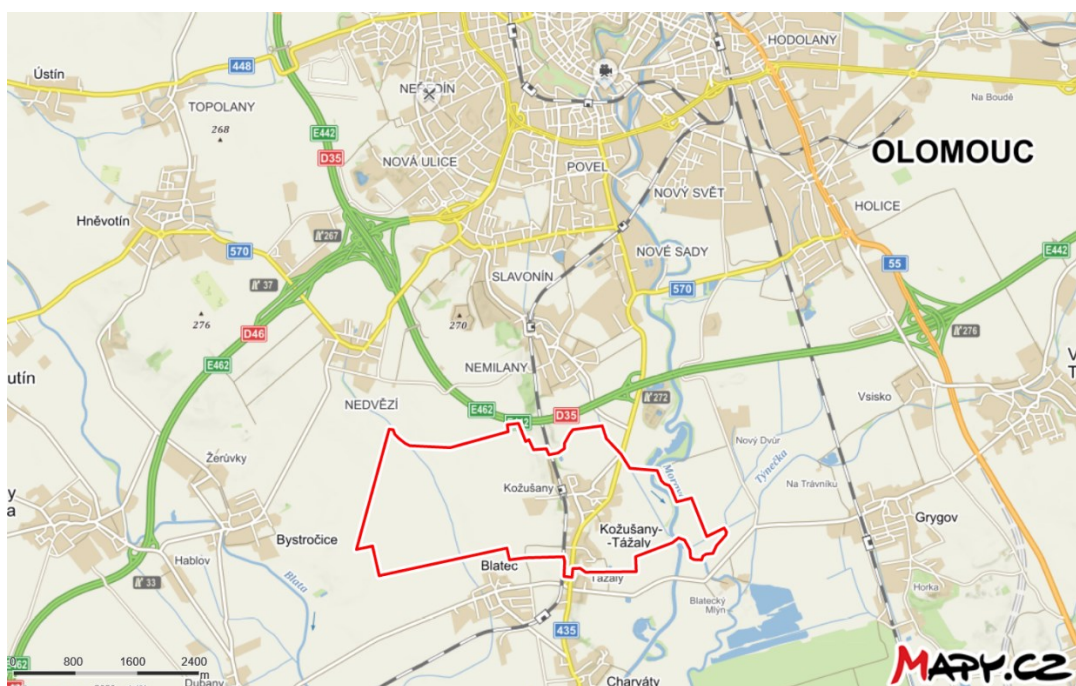 HODOLANY
448
Ústín
TOPOLANY
NEŘEDÍN
Na Boudě
268
E442
D35
NOVÁ ULICE
POVEL
OLOMOUC
NOVÝ SVĚT
HOLICE
Hněvotín
267
570
NOVÉ SADY
E442
55
37
SLAVONÍN
570
276
D46
270
276
E462
NEMILANY
NEDVĚZÍ
Vsisko
E462
D35
272
Nový Dvůr
Týnečka
Žerůvky
Morava
Na Trávníku
Kožušany
Kožušany-
-Tážaly
Grygov
Bystročice
Hablov
Blatec
Tážaly
33
Blata
Blatecký
Mlýn
Horka
435
0 800 1600 2400
m
Dubany
Charváty
MAPY.CZ